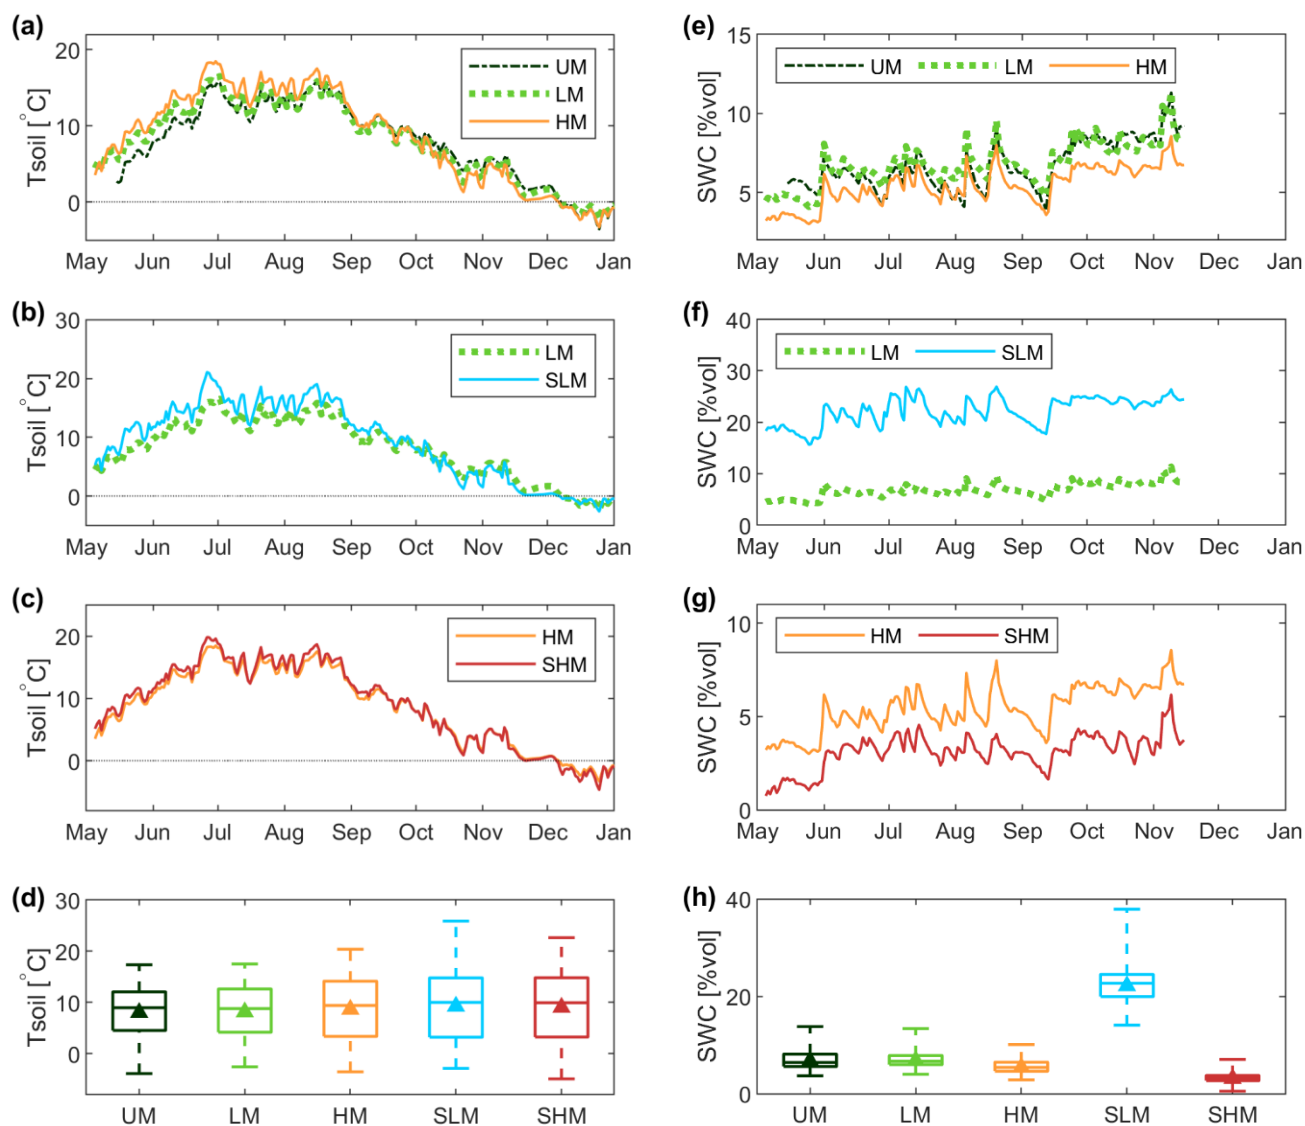 (a)
20
10
0
Tsoil [°C]
UM
LM
HM
May Jun Jul Aug Sep Oct Nov Dec Jan
(e)
15
10
5
SWC [%vol]
UM LM HM
May Jun Jul Aug Sep Oct Nov Dec Jan
(b)
30
20
10
0
Tsoil [°C]
LM
SLM
May Jun Jul Aug Sep Oct Nov Dec Jan
(f)
40
30
20
10
0
SWC [%vol]
LM SLM
May Jun Jul Aug Sep Oct Nov Dec Jan
(c)
20
10
0
Tsoil [°C]
HM
SHM
May Jun Jul Aug Sep Oct Nov Dec Jan
(g)
10
5
0
SWC [%vol]
HM SHM
May Jun Jul Aug Sep Oct Nov Dec Jan
(d)
30
20
10
0
Tsoil [°C]
UM LM HM SLM SHM
(h)
40
20
0
SWC [%vol]
UM LM HM SLM SHM